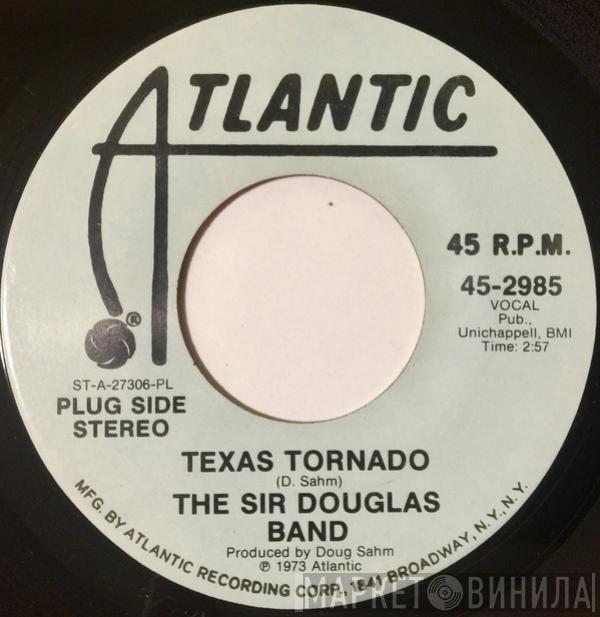 ATLANTIC
®
45 R.P.M.
45-2985
VOCAL
Pub.,
Unichappell, BMI
Time: 2:57
ST-A-27306-PL
PLUG SIDE
STEREO
TEXAS TORNADO
(D. Sahm)
THE SIR DOUGLAS
BAND
Produced by Doug Sahm
℗ 1973 Atlantic
MFG. BY ATLANTIC RECORDING CORP., 1841 BROADWAY, N.Y., N.Y.
МАРКЕТ ВИНИЛА